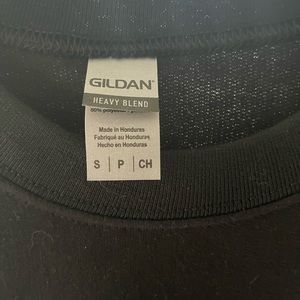 GILDAN
HEAVY BLEND
Made in Honduras
Fabriqué au Honduras
Hecho en Honduras
S | P | CH